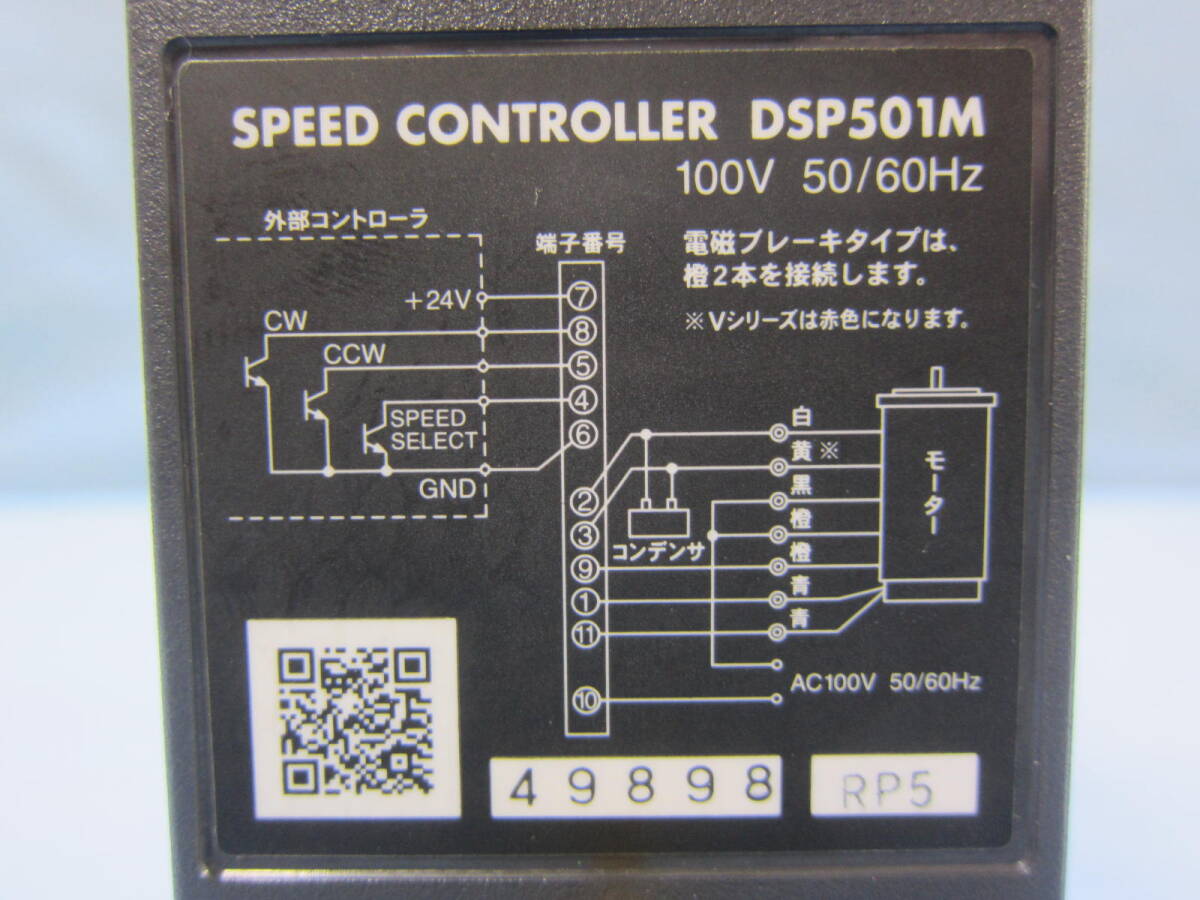 SPEED CONTROLLER DSP501M
100V 50/60Hz
外部コントローラ
端子番号
電磁ブレーキタイプは、
橙2本を接続します。
※Vシリーズは赤色になります。
+24V
CW
CCW
SPEED
SELECT
GND
⑦
⑧
⑤
④
⑥
②
③
⑨
①
⑪
⑩
コンデンサ
白
黄※
黒
橙
橙
青
青
モーター
AC100V 50/60Hz
49898
RP5